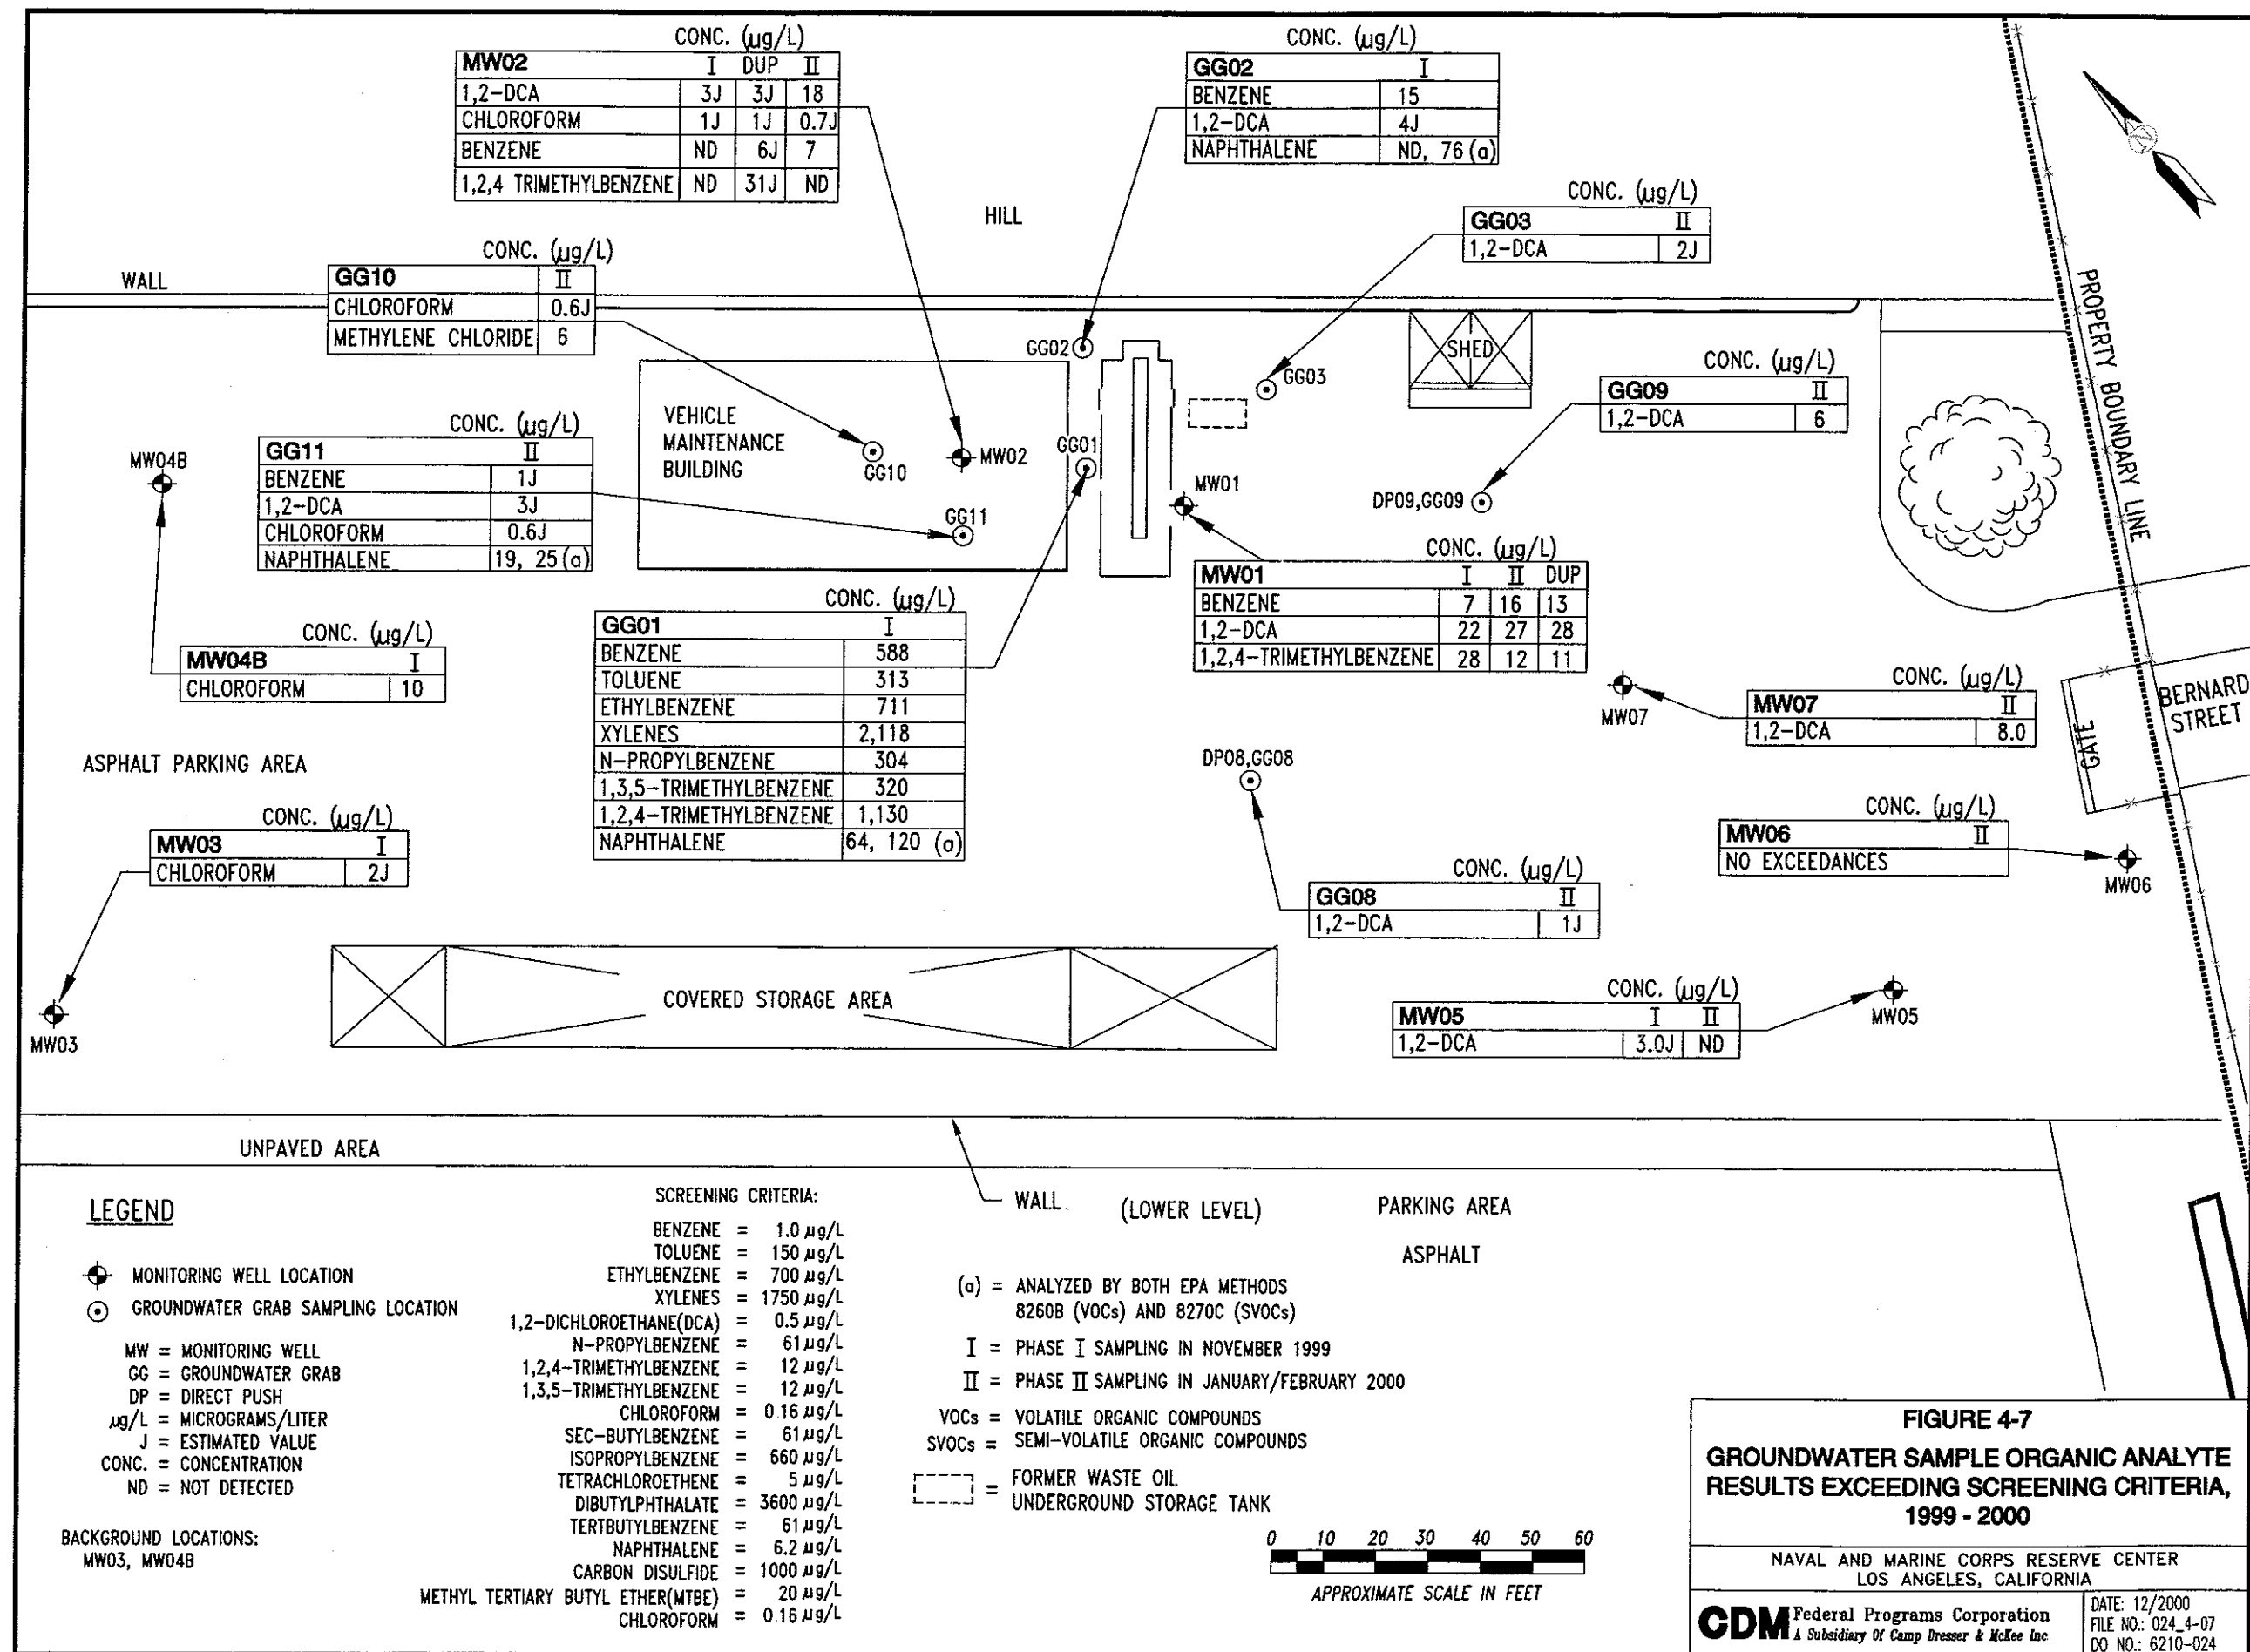 CONC. (µg/L)
MW02 I DUP II
1,2-DCA 3J 3J 18
CHLOROFORM 1J 1J 0.7J
BENZENE ND 6J 7
1,2,4 TRIMETHYLBENZENE ND 31J ND
CONC. (µg/L)
GG02 I
BENZENE 15
1,2-DCA 4J
NAPHTHALENE ND, 76 (a)
HILL
CONC. (µg/L)
GG03 II
1,2-DCA 2J
WALL
CONC. (µg/L)
GG10 II
CHLOROFORM 0.6J
METHYLENE CHLORIDE 6
N
PROPERTY BOUNDARY LINE
GG02
SHED
GG03
CONC. (µg/L)
GG09 II
1,2-DCA 6
VEHICLE
MAINTENANCE
BUILDING
GG10
MW02
GG01
MW01
DP09,GG09
GG11
MW04B
CONC. (µg/L)
GG11 II
BENZENE 1J
1,2-DCA 3J
CHLOROFORM 0.6J
NAPHTHALENE 19, 25 (a)
CONC. (µg/L)
MW01 I II DUP
BENZENE 7 16 13
1,2-DCA 22 27 28
1,2,4-TRIMETHYLBENZENE 28 12 11
CONC. (µg/L)
GG01 I
BENZENE 588
TOLUENE 313
ETHYLBENZENE 711
XYLENES 2,118
N-PROPYLBENZENE 304
1,3,5-TRIMETHYLBENZENE 320
1,2,4-TRIMETHYLBENZENE 1,130
NAPHTHALENE 64, 120 (a)
CONC. (µg/L)
MW04B I
CHLOROFORM 10
MW07
CONC. (µg/L)
MW07 II
1,2-DCA 8.0
BERNARD
STREET
GATE
ASPHALT PARKING AREA
DP08,GG08
CONC. (µg/L)
MW03 I
CHLOROFORM 2J
CONC. (µg/L)
MW06 II
NO EXCEEDANCES
MW06
CONC. (µg/L)
GG08 II
1,2-DCA 1J
COVERED STORAGE AREA
MW03
CONC. (µg/L)
MW05 I II
1,2-DCA 3.0J ND
MW05
UNPAVED AREA
WALL
(LOWER LEVEL)
PARKING AREA
ASPHALT
LEGEND
MONITORING WELL LOCATION
GROUNDWATER GRAB SAMPLING LOCATION
MW = MONITORING WELL
GG = GROUNDWATER GRAB
DP = DIRECT PUSH
µg/L = MICROGRAMS/LITER
J = ESTIMATED VALUE
CONC. = CONCENTRATION
ND = NOT DETECTED
BACKGROUND LOCATIONS:
MW03, MW04B
SCREENING CRITERIA:
BENZENE = 1.0 µg/L
TOLUENE = 150 µg/L
ETHYLBENZENE = 700 µg/L
XYLENES = 1750 µg/L
1,2-DICHLOROETHANE(DCA) = 0.5 µg/L
N-PROPYLBENZENE = 61 µg/L
1,2,4-TRIMETHYLBENZENE = 12 µg/L
1,3,5-TRIMETHYLBENZENE = 12 µg/L
CHLOROFORM = 0.16 µg/L
SEC-BUTYLBENZENE = 61 µg/L
ISOPROPYLBENZENE = 660 µg/L
TETRACHLOROETHENE = 5 µg/L
DIBUTYLPHTHALATE = 3600 µg/L
TERTBUTYLBENZENE = 61 µg/L
NAPHTHALENE = 6.2 µg/L
CARBON DISULFIDE = 1000 µg/L
METHYL TERTIARY BUTYL ETHER(MTBE) = 20 µg/L
CHLOROFORM = 0.16 µg/L
(a) = ANALYZED BY BOTH EPA METHODS
8260B (VOCs) AND 8270C (SVOCs)
I = PHASE I SAMPLING IN NOVEMBER 1999
II = PHASE II SAMPLING IN JANUARY/FEBRUARY 2000
VOCs = VOLATILE ORGANIC COMPOUNDS
SVOCs = SEMI-VOLATILE ORGANIC COMPOUNDS
= FORMER WASTE OIL
UNDERGROUND STORAGE TANK
0 10 20 30 40 50 60
APPROXIMATE SCALE IN FEET
FIGURE 4-7
GROUNDWATER SAMPLE ORGANIC ANALYTE
RESULTS EXCEEDING SCREENING CRITERIA,
1999 - 2000
NAVAL AND MARINE CORPS RESERVE CENTER
LOS ANGELES, CALIFORNIA
CDM Federal Programs Corporation
A Subsidiary Of Camp Dresser & McKee Inc
DATE: 12/2000
FILE NO.: 024_4-07
DO NO.: 6210-024